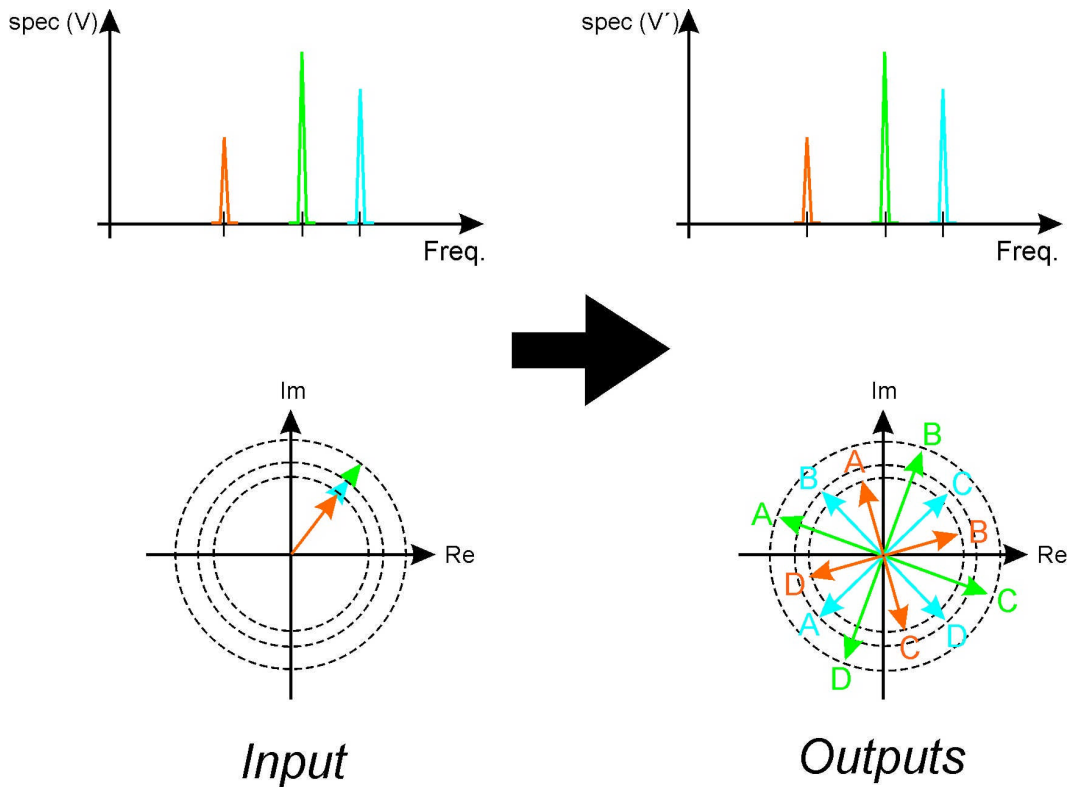 spec (V)
Freq.
spec (V´)
Freq.
Im
Re
Input
Im
B
A
B
C
A
B
Re
D
C
A
C
D
D
Outputs